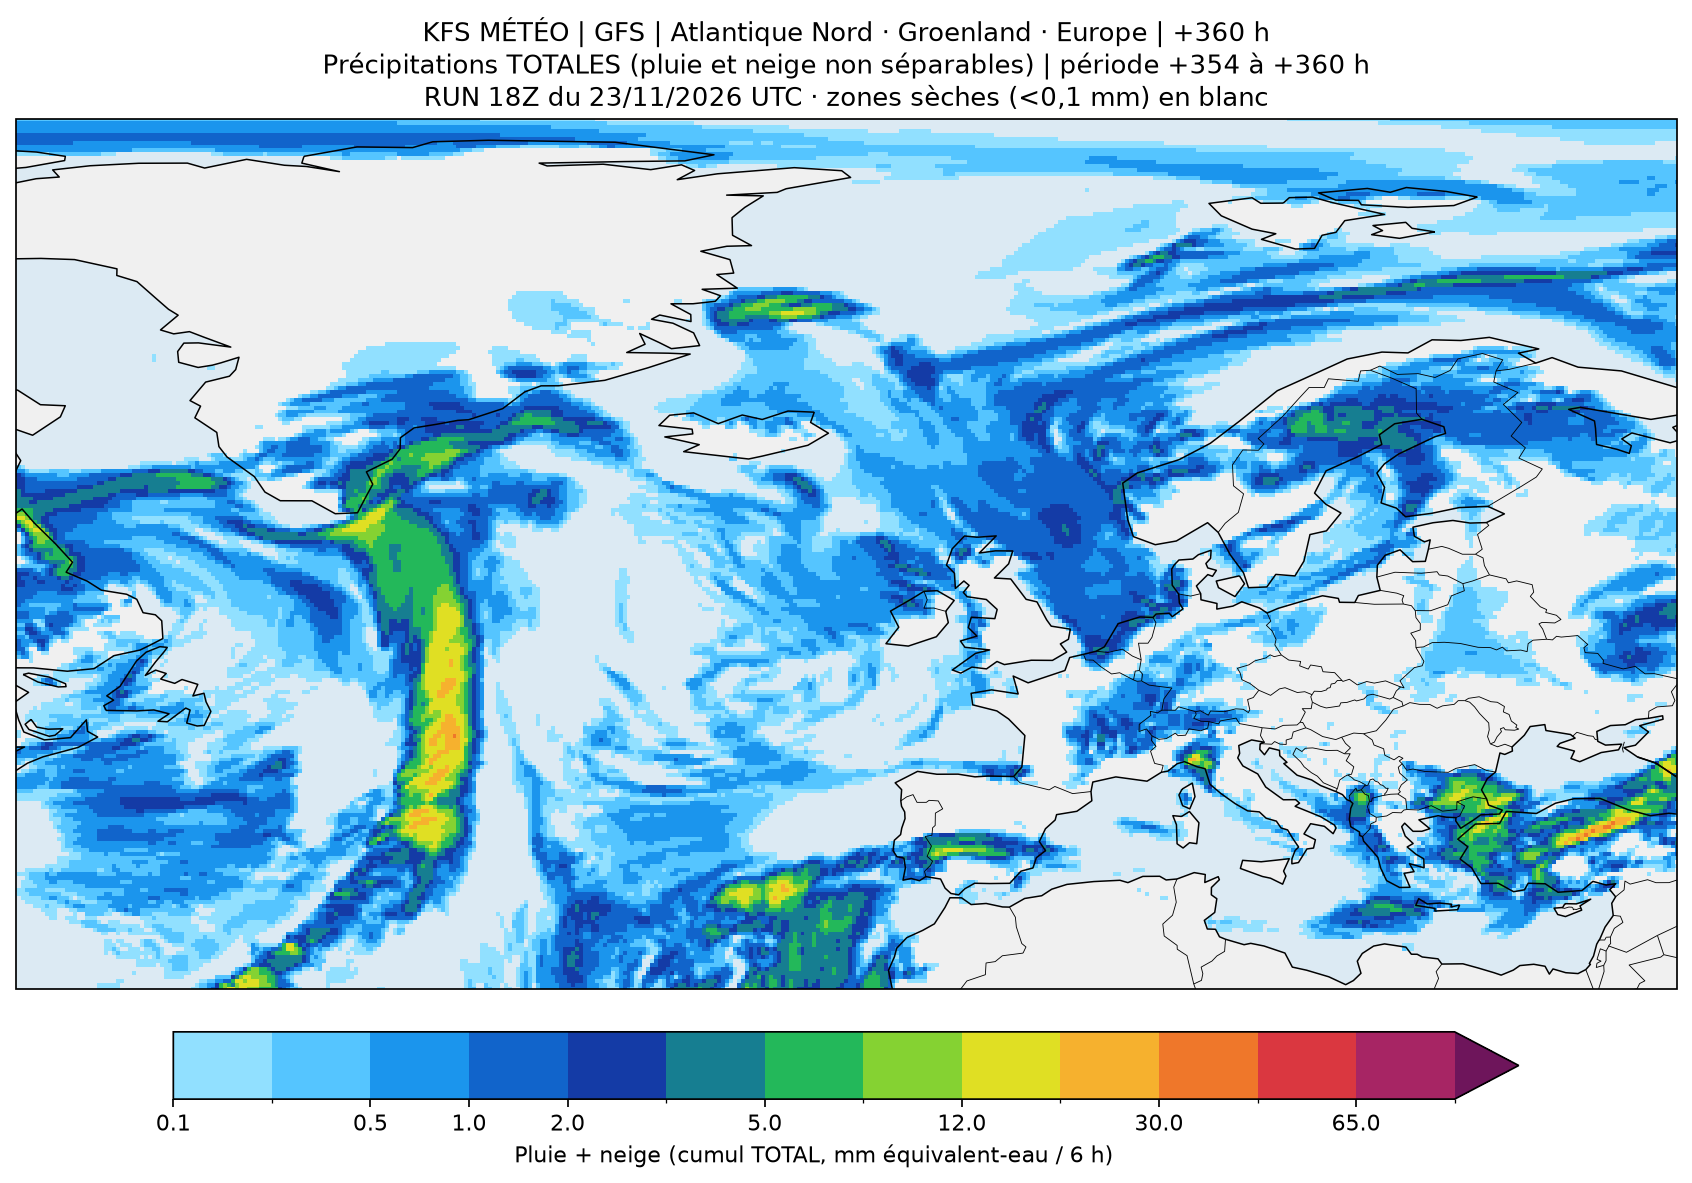 KFS MÉTÉO | GFS | Atlantique Nord · Groenland · Europe | +360 h
Précipitations TOTALES (pluie et neige non séparables) | période +354 à +360 h
RUN 18Z du 23/11/2026 UTC · zones sèches (<0,1 mm) en blanc
0.1 0.5 1.0 2.0 5.0 12.0 30.0 65.0
Pluie + neige (cumul TOTAL, mm équivalent-eau / 6 h)